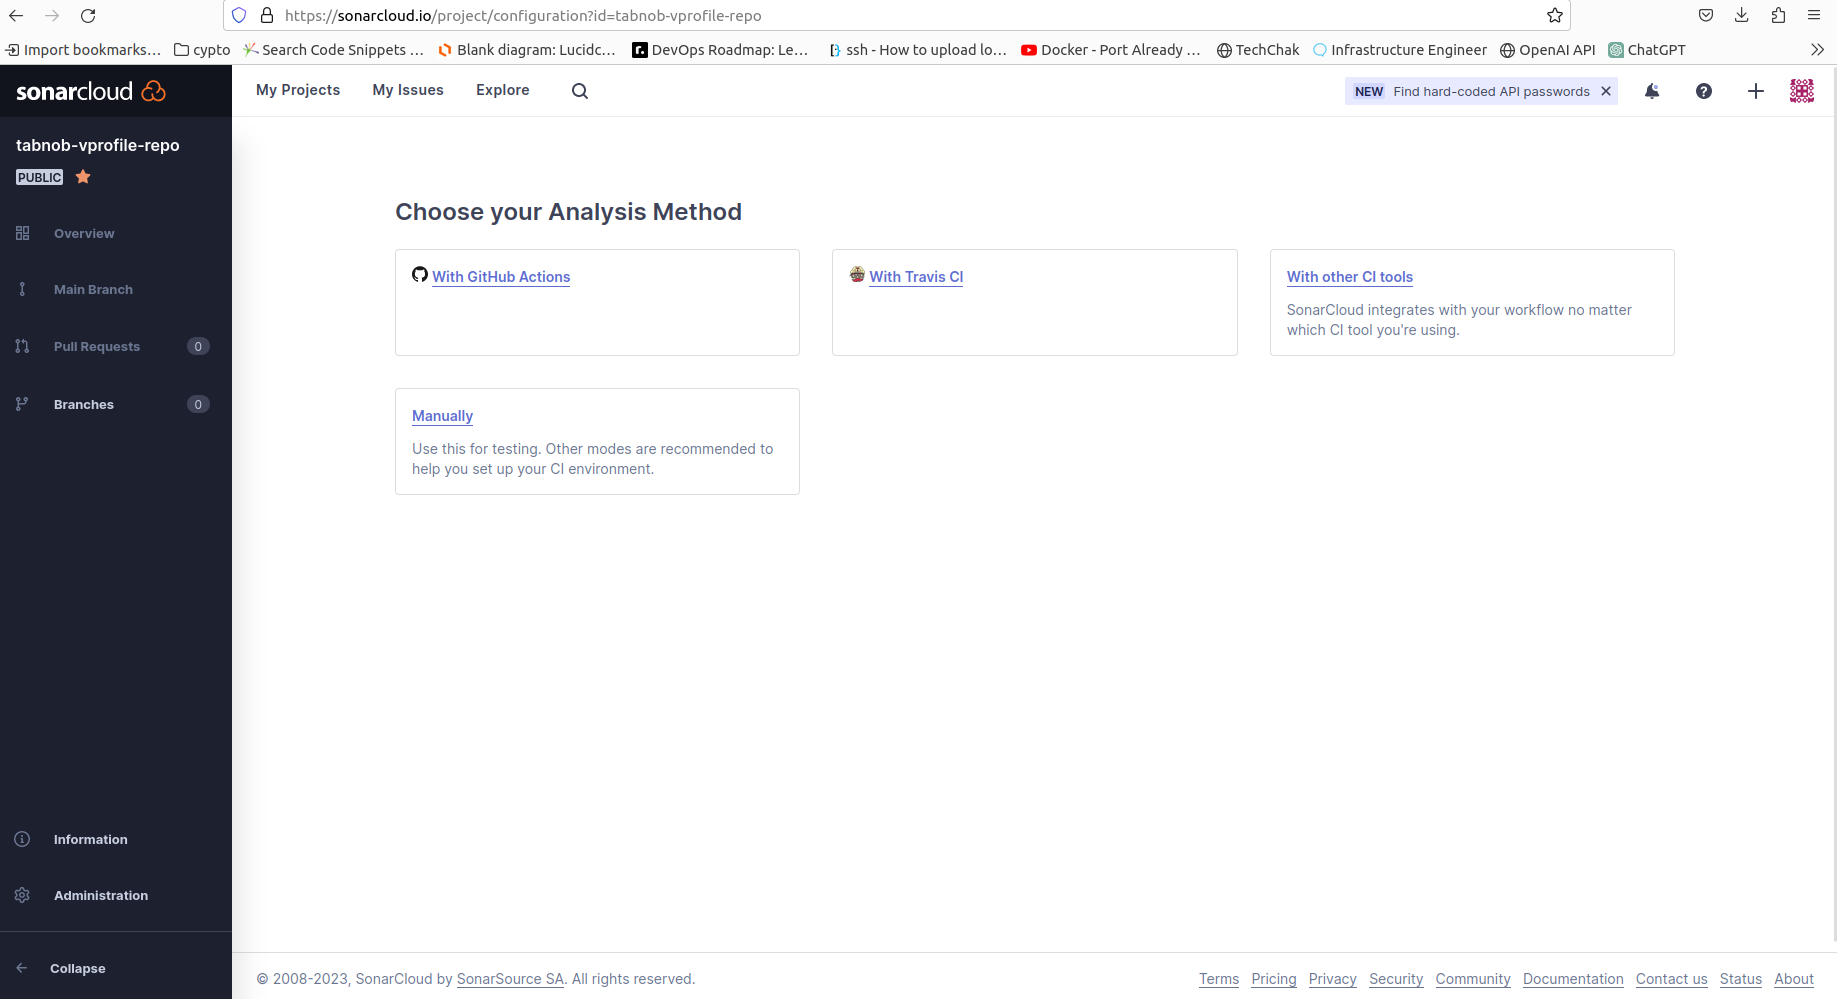 https://sonarcloud.io/project/configuration?id=tabnob-vprofile-repo
Import bookmarks... cypto Search Code Snippets ... Blank diagram: Lucidc... DevOps Roadmap: Le... ssh - How to upload lo... Docker - Port Already ... TechChak Infrastructure Engineer OpenAI API ChatGPT
sonarcloud My Projects My Issues Explore NEW Find hard-coded API passwords
tabnob-vprofile-repo
PUBLIC
Overview
Main Branch
Pull Requests 0
Branches 0
Information
Administration
Collapse
Choose your Analysis Method
With GitHub Actions
With Travis CI
With other CI tools
SonarCloud integrates with your workflow no matter
which CI tool you're using.
Manually
Use this for testing. Other modes are recommended to
help you set up your CI environment.
© 2008-2023, SonarCloud by SonarSource SA. All rights reserved. Terms Pricing Privacy Security Community Documentation Contact us Status About